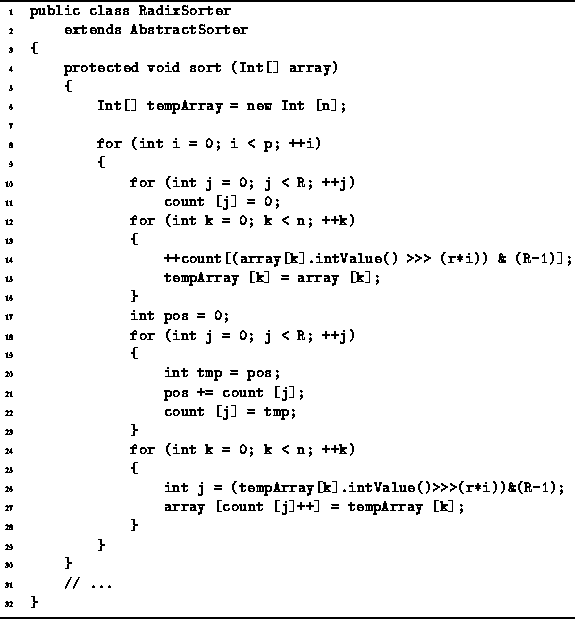 1 public class RadixSorter
2     extends AbstractSorter
3 {
4     protected void sort (Int[] array)
5     {
6         Int[] tempArray = new Int [n];
7
8         for (int i = 0; i < p; ++i)
9         {
10             for (int j = 0; j < R; ++j)
11                 count [j] = 0;
12             for (int k = 0; k < n; ++k)
13             {
14                 ++count[(array[k].intValue() >>> (r*i)) & (R-1)];
15                 tempArray [k] = array [k];
16             }
17             int pos = 0;
18             for (int j = 0; j < R; ++j)
19             {
20                 int tmp = pos;
21                 pos += count [j];
22                 count [j] = tmp;
23             }
24             for (int k = 0; k < n; ++k)
25             {
26                 int j = (tempArray[k].intValue()>>>(r*i))&(R-1);
27                 array [count [j]++] = tempArray [k];
28             }
29         }
30     }
31     // ...
32 }